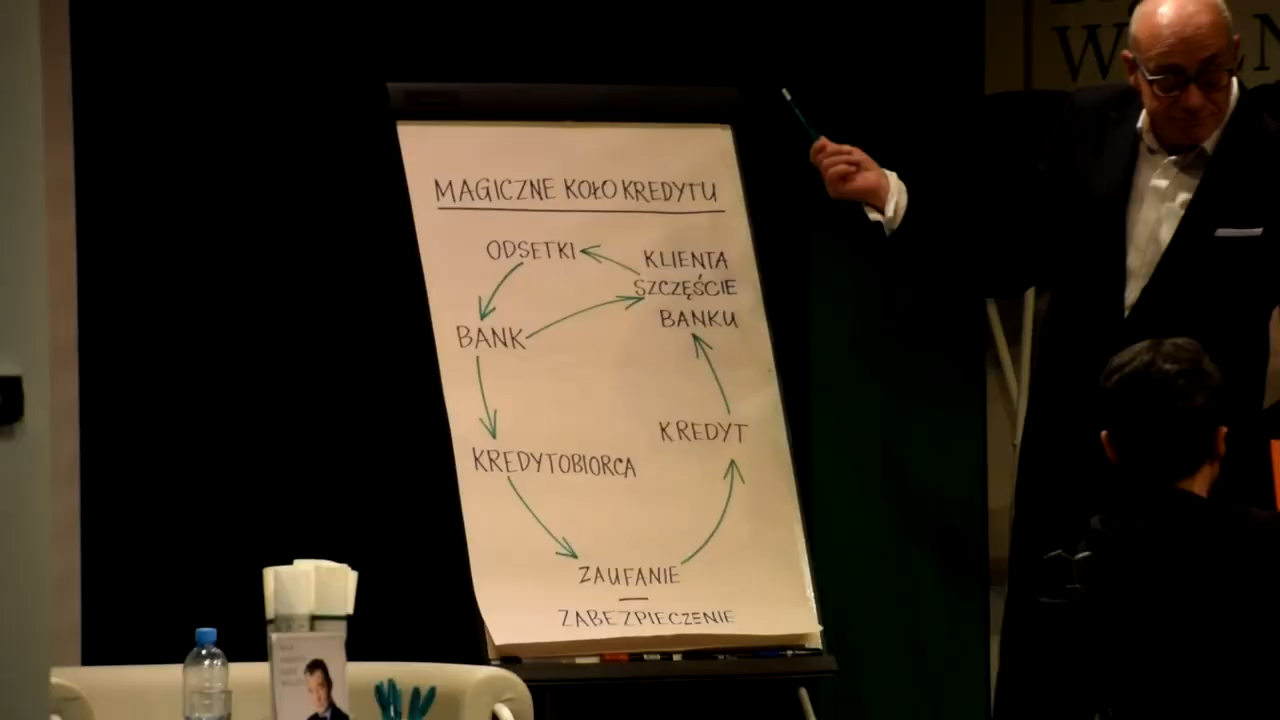 MAGICZNE KOŁO KREDYTU
ODSETKI
KLIENTA
SZCZĘŚCIE
BANKU
BANK
KREDYT
KREDYTOBIORCA
ZAUFANIE
ZABEZPIECZENIE